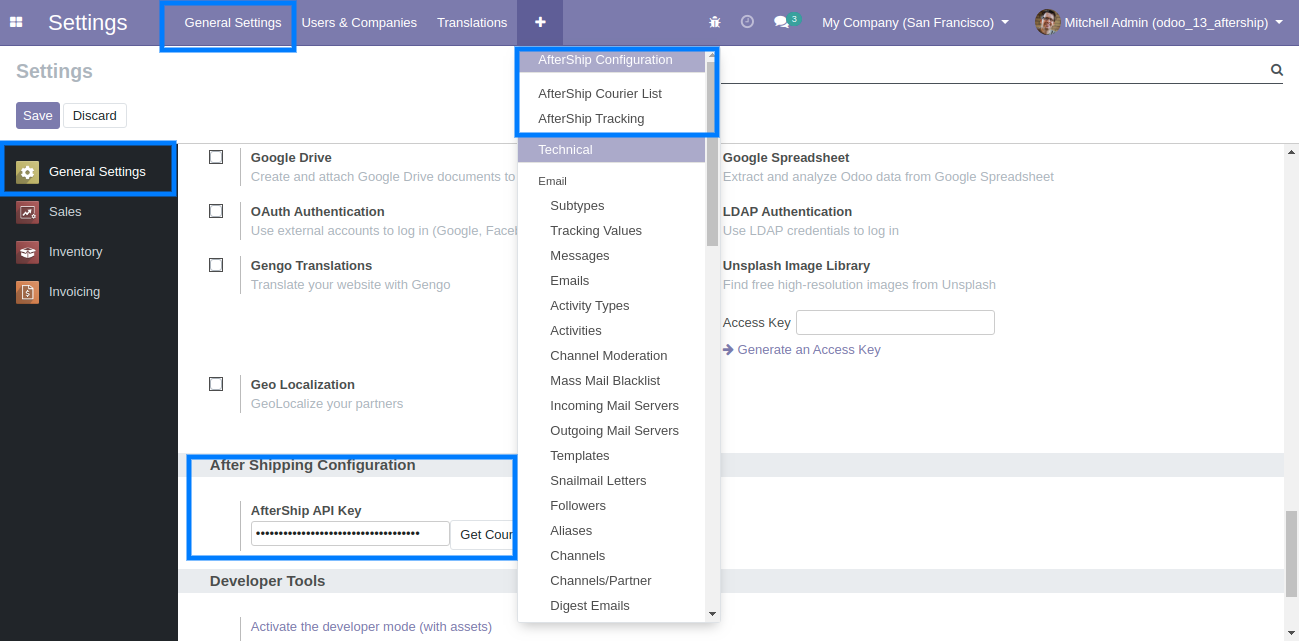 Settings
General Settings
Users & Companies
Translations
3
My Company (San Francisco)
Mitchell Admin (odoo_13_aftership)
Settings
Save
Discard
AfterShip Configuration
AfterShip Courier List
AfterShip Tracking
Technical
Email
Subtypes
Tracking Values
Messages
Emails
Activity Types
Activities
Channel Moderation
Mass Mail Blacklist
Incoming Mail Servers
Outgoing Mail Servers
Templates
Snailmail Letters
Followers
Aliases
Channels
Channels/Partner
Digest Emails
General Settings
Sales
Inventory
Invoicing
Google Drive
Create and attach Google Drive documents to
Google Spreadsheet
Extract and analyze Odoo data from Google Spreadsheet
OAuth Authentication
Use external accounts to log in (Google, Faceb
LDAP Authentication
Use LDAP credentials to log in
Gengo Translations
Translate your website with Gengo
Unsplash Image Library
Find free high-resolution images from Unsplash
Access Key
Generate an Access Key
Geo Localization
GeoLocalize your partners
After Shipping Configuration
AfterShip API Key
Get Cour
Developer Tools
Activate the developer mode (with assets)